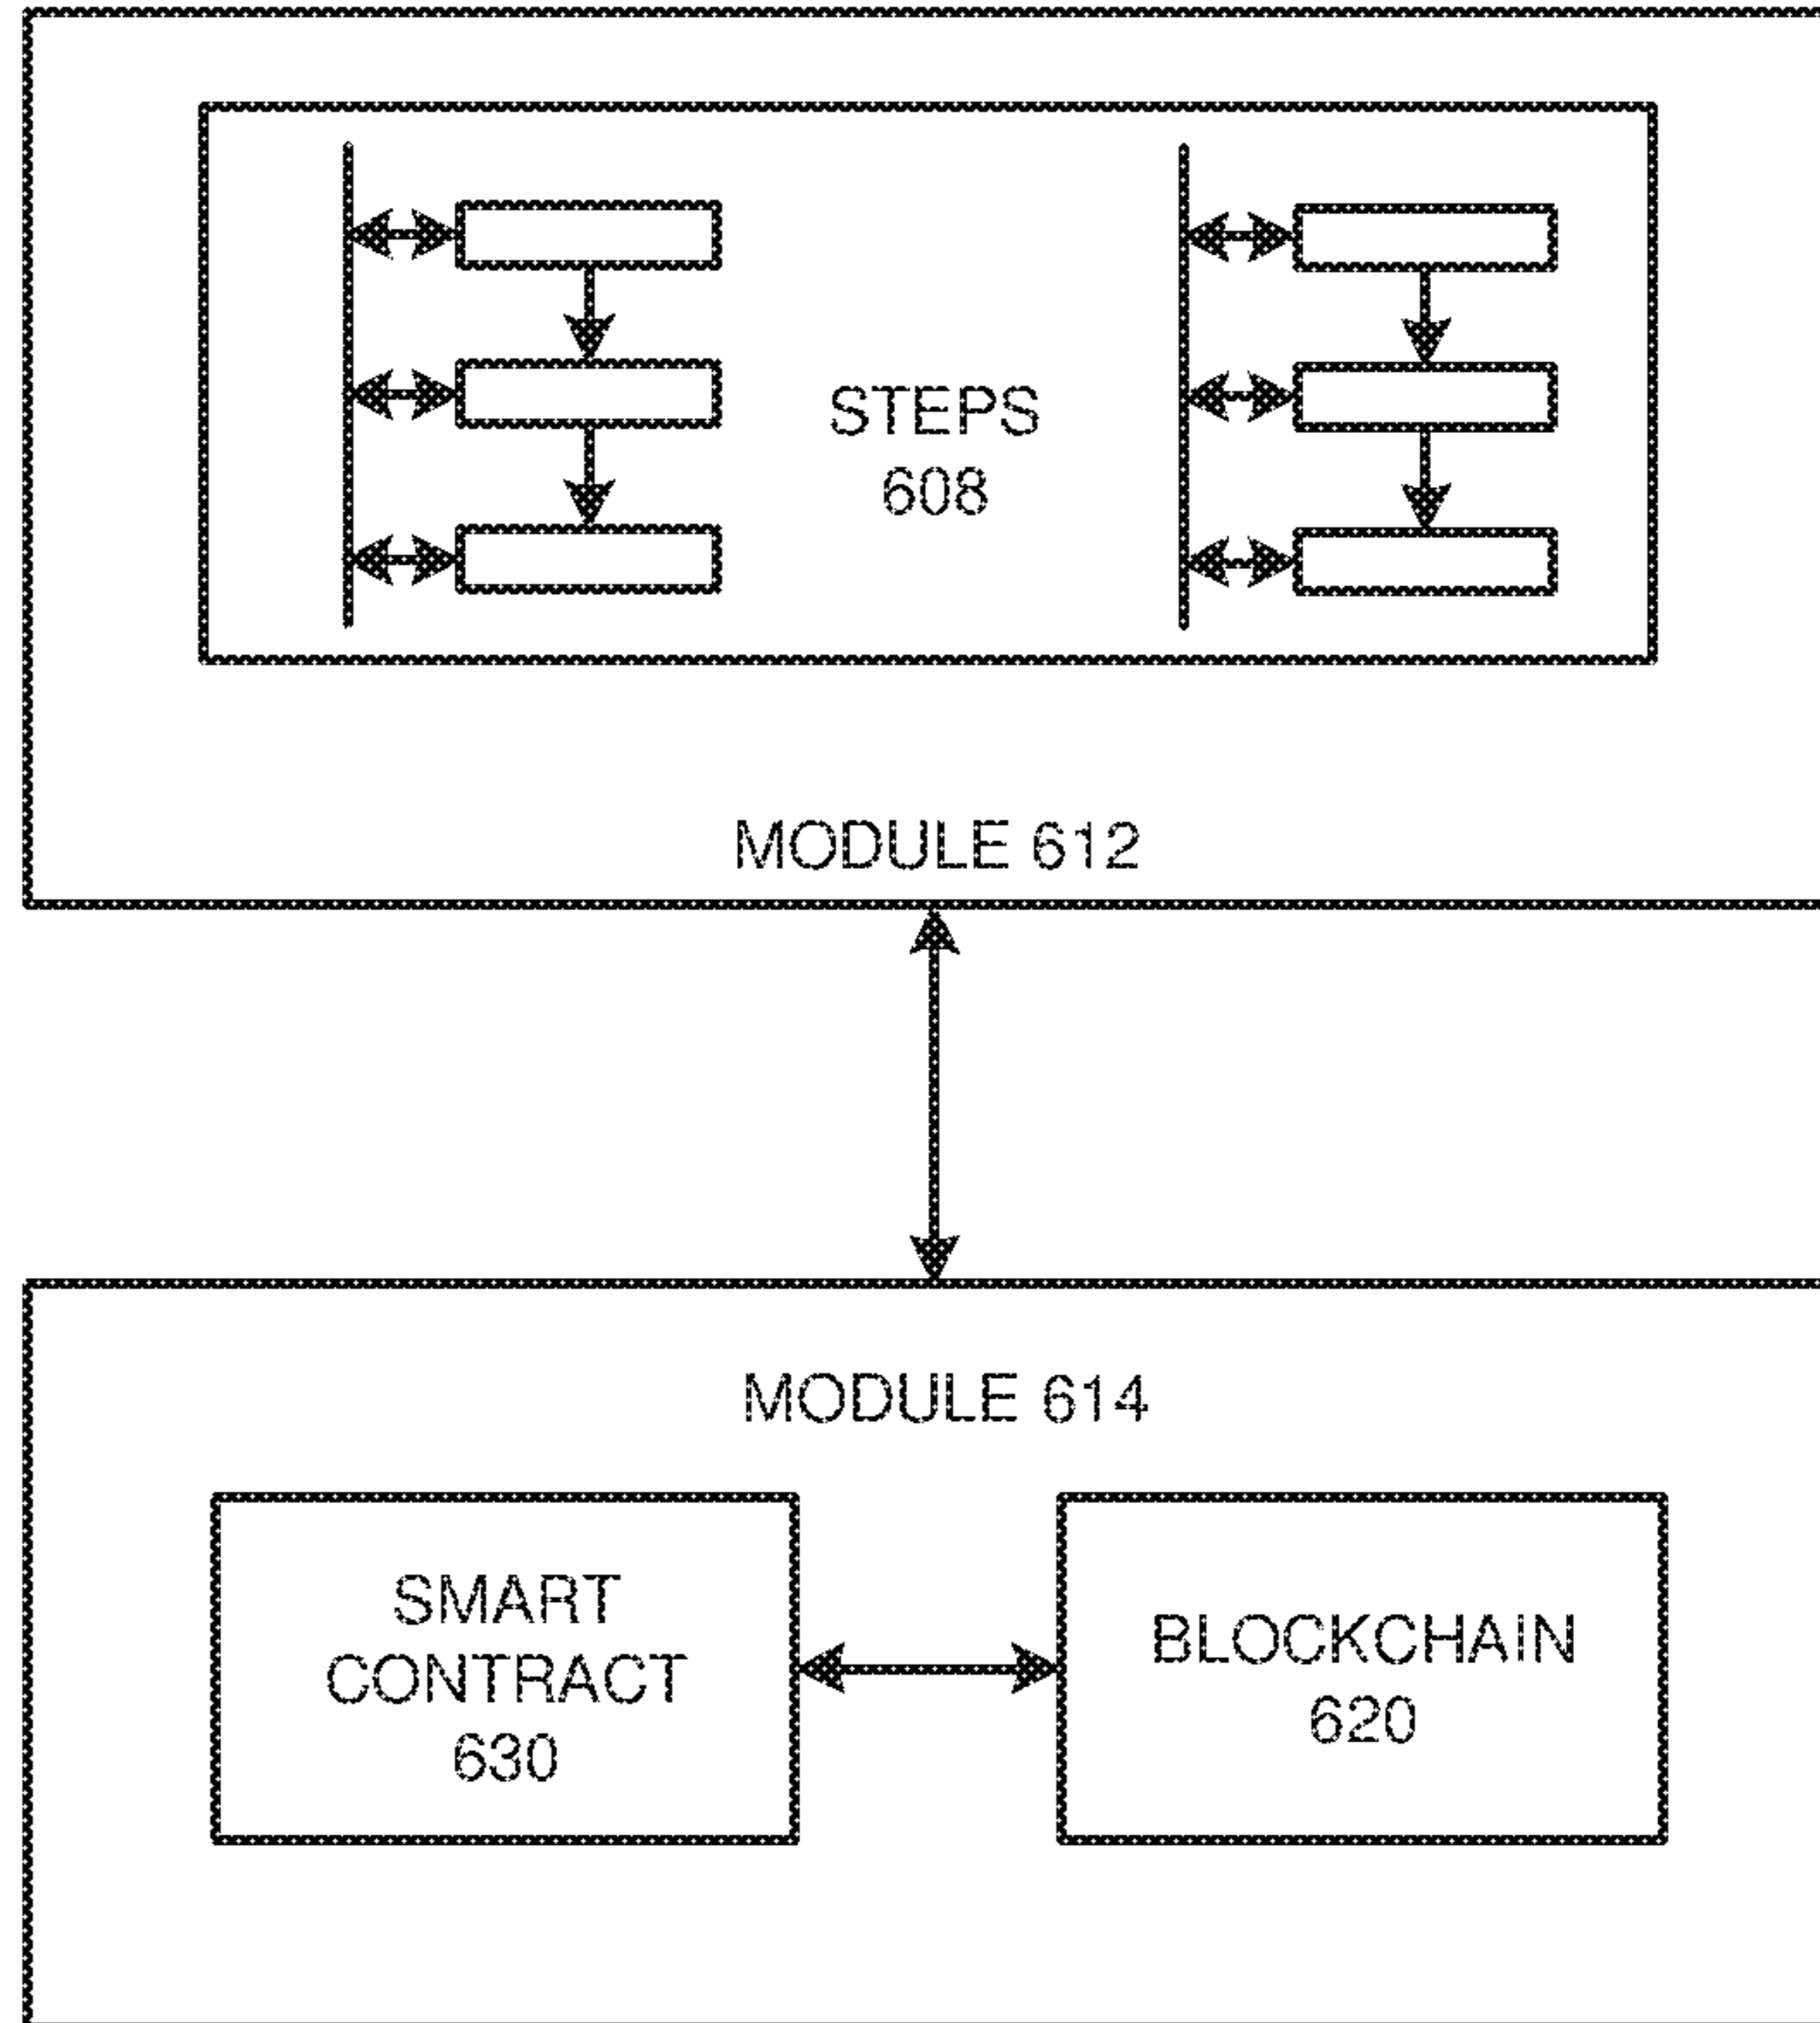 STEPS
608
MODULE 612
MODULE 614
SMART
CONTRACT
630
BLOCKCHAIN
620